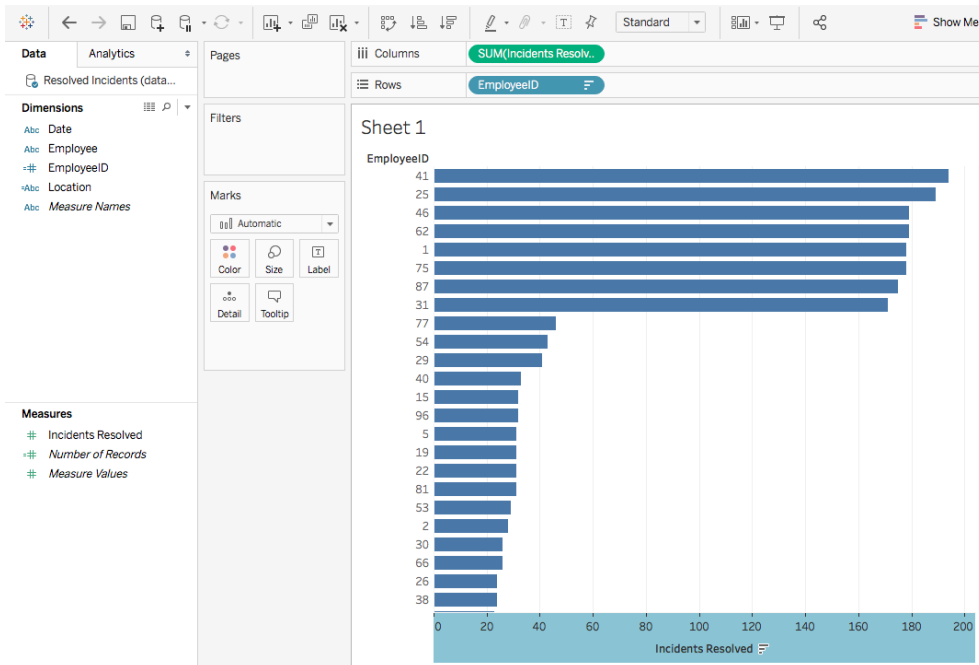 Standard
Show Me
Data
Analytics
Pages
Columns
SUM(Incidents Resolv..
Resolved Incidents (data...
Rows
EmployeeID
Dimensions
Filters
Abc Date
Abc Employee
=# EmployeeID
=Abc Location
Abc Measure Names
Sheet 1
Marks
Automatic
Color
Size
T
Label
Detail
Tooltip
Measures
# Incidents Resolved
=# Number of Records
# Measure Values
EmployeeID
41
25
46
62
1
75
87
31
77
54
29
40
15
96
5
19
22
81
53
2
30
66
26
38
0 20 40 60 80 100 120 140 160 180 200
Incidents Resolved